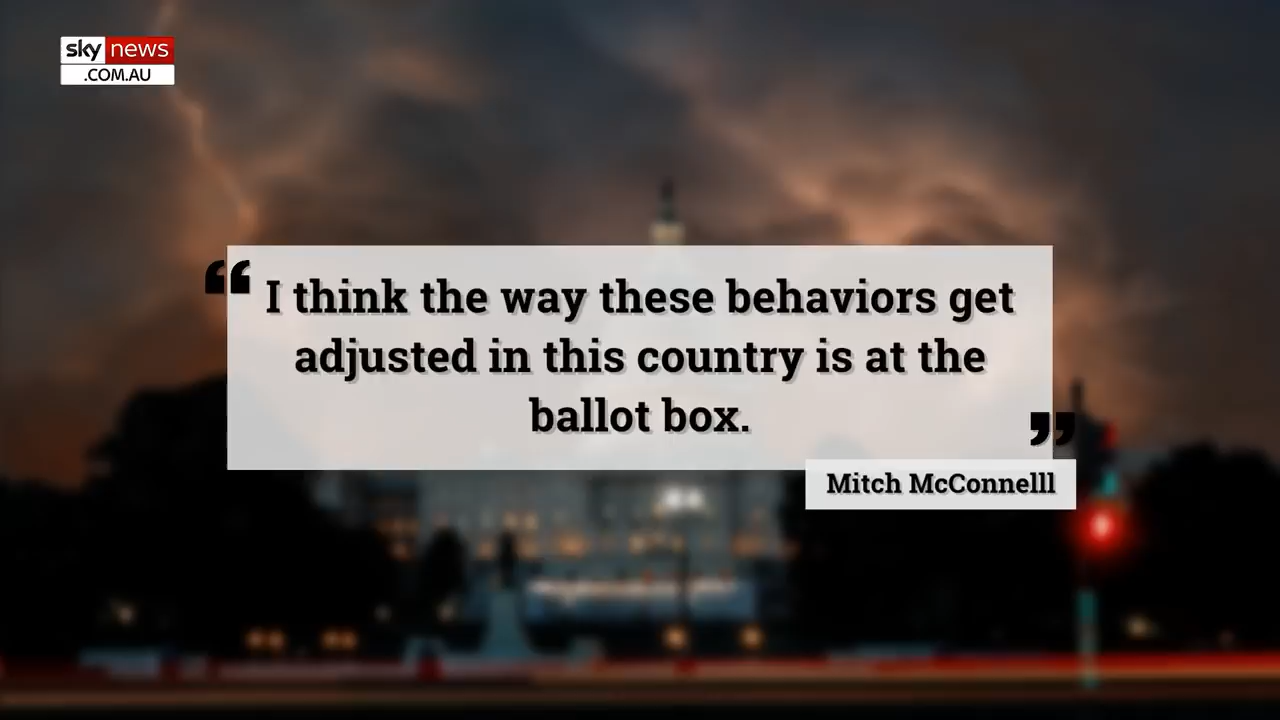 sky news
.COM.AU
“ I think the way these behaviors get
adjusted in this country is at the
ballot box. ”
Mitch McConnelll